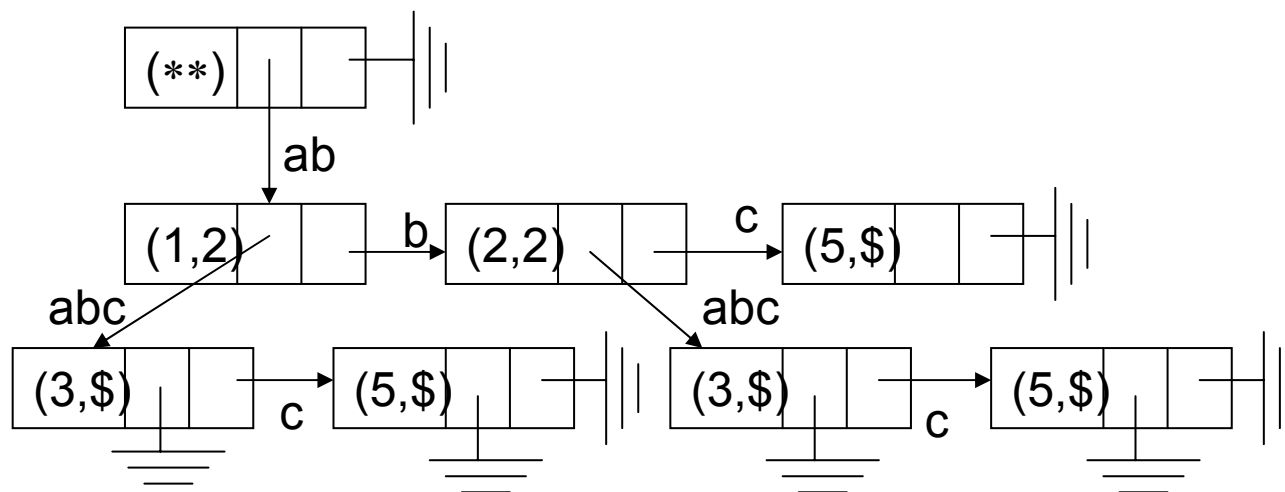 (**)
ab
(1,2) b (2,2) c (5,$)
abc abc
(3,$) c (5,$) (3,$) c (5,$)